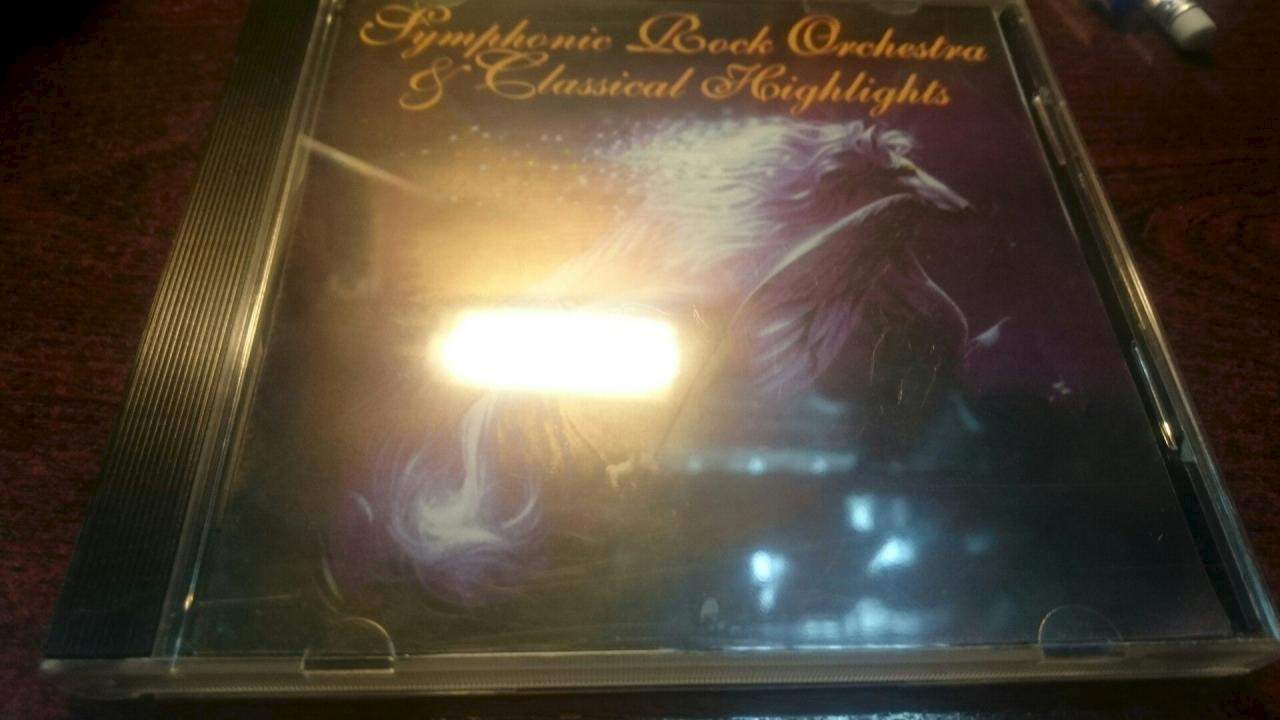 Symphonic Rock Orchestra
& Classical Highlights